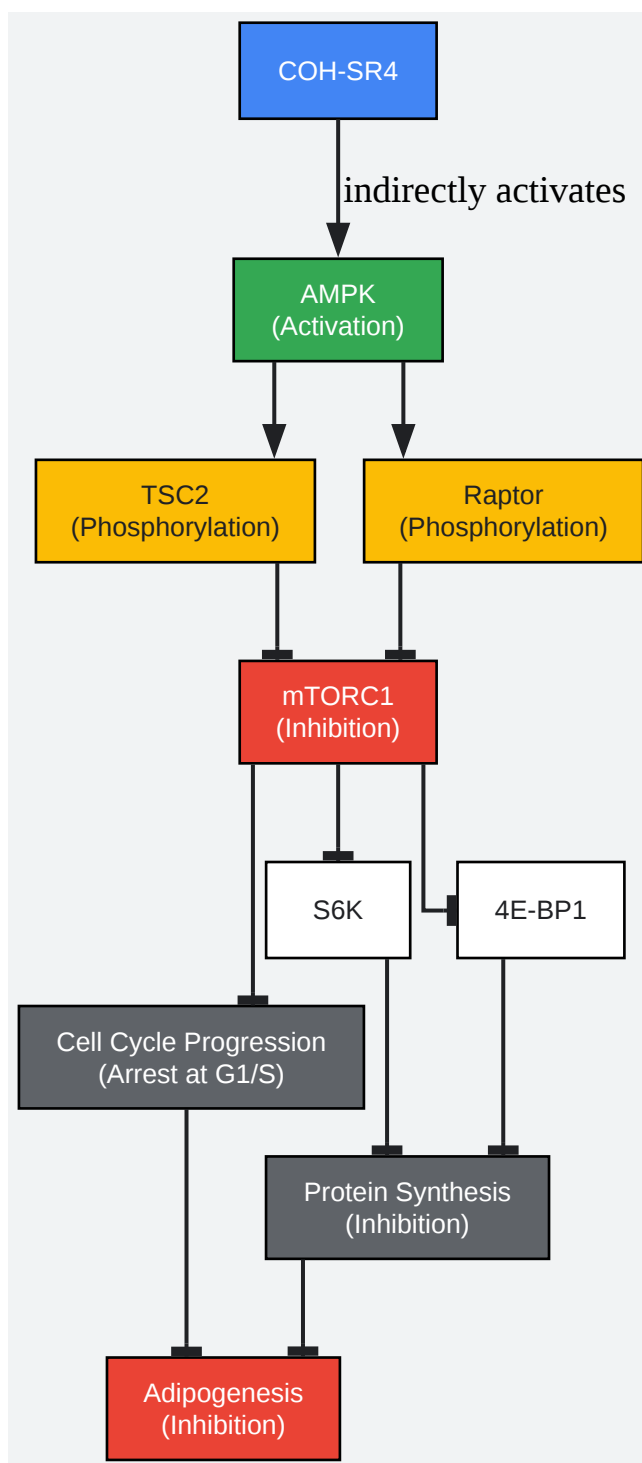 COH-SR4
indirectly activates
AMPK
(Activation)
TSC2
(Phosphorylation)
Raptor
(Phosphorylation)
mTORC1
(Inhibition)
S6K
4E-BP1
Cell Cycle Progression
(Arrest at G1/S)
Protein Synthesis
(Inhibition)
Adipogenesis
(Inhibition)